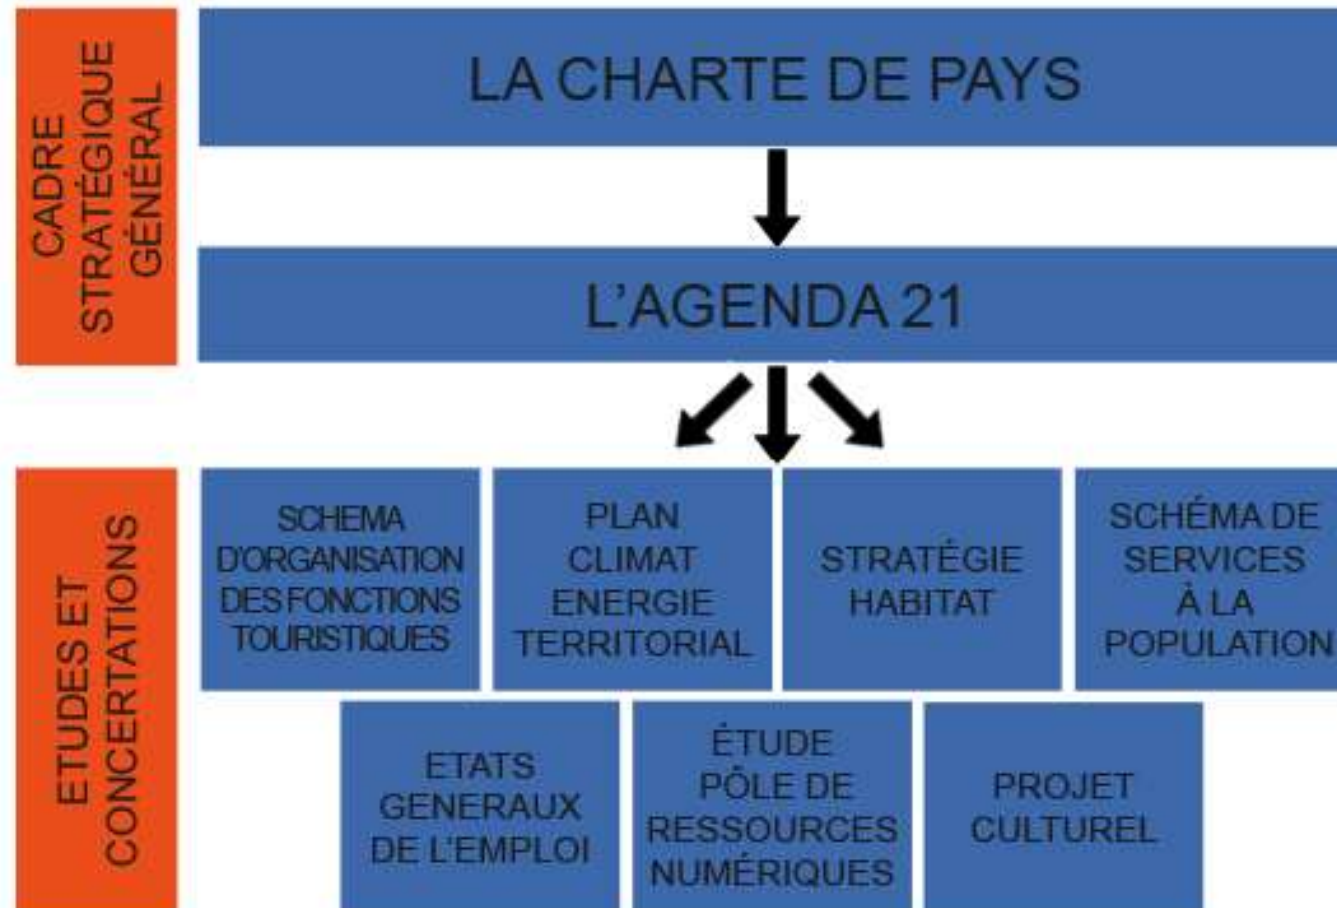 CADRE
STRATÉGIQUE
GÉNÉRAL
LA CHARTE DE PAYS
L'AGENDA 21
ETUDES ET
CONCERTATIONS
SCHEMA
D'ORGANISATION
DES FONCTIONS
TOURISTIQUES
PLAN
CLIMAT
ENERGIE
TERRITORIAL
STRATÉGIE
HABITAT
SCHÉMA DE
SERVICES
À LA
POPULATION
ETATS
GENERAUX
DE L'EMPLOI
ÉTUDE
PÔLE DE
RESSOURCES
NUMÉRIQUES
PROJET
CULTUREL